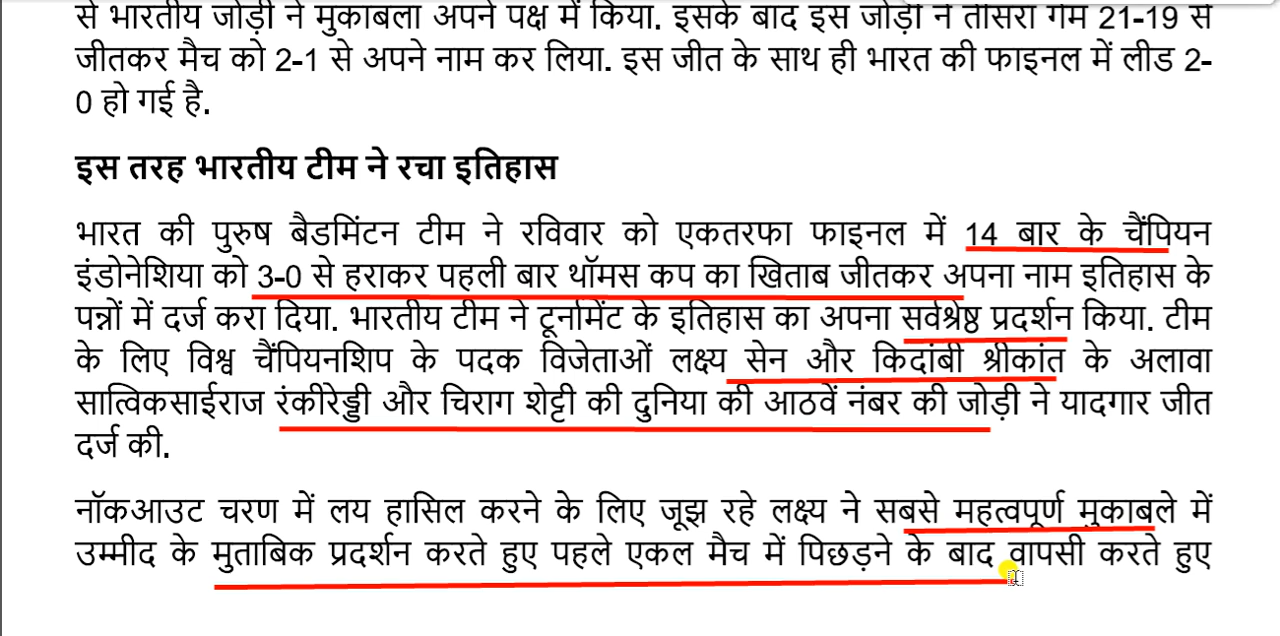 से भारतीय जोड़ी ने मुकाबला अपने पक्ष में किया. इसके बाद इस जोड़ी ने तीसरा गेम 21-19 से
जीतकर मैच को 2-1 से अपने नाम कर लिया. इस जीत के साथ ही भारत की फाइनल में लीड 2-
0 हो गई है.
इस तरह भारतीय टीम ने रचा इतिहास
भारत की पुरुष बैडमिंटन टीम ने रविवार को एकतरफा फाइनल में 14 बार के चैंपियन
इंडोनेशिया को 3-0 से हराकर पहली बार थॉमस कप का खिताब जीतकर अपना नाम इतिहास के
पन्नों में दर्ज करा दिया. भारतीय टीम ने टूर्नामेंट के इतिहास का अपना सर्वश्रेष्ठ प्रदर्शन किया. टीम
के लिए विश्व चैंपियनशिप के पदक विजेताओं लक्ष्य सेन और किदांबी श्रीकांत के अलावा
सात्विकसाईराज रंकीरेड्डी और चिराग शेट्टी की दुनिया की आठवें नंबर की जोड़ी ने यादगार जीत
दर्ज की.
नॉकआउट चरण में लय हासिल करने के लिए जूझ रहे लक्ष्य ने सबसे महत्वपूर्ण मुकाबले में
उम्मीद के मुताबिक प्रदर्शन करते हुए पहले एकल मैच में पिछड़ने के बाद वापसी करते हुए